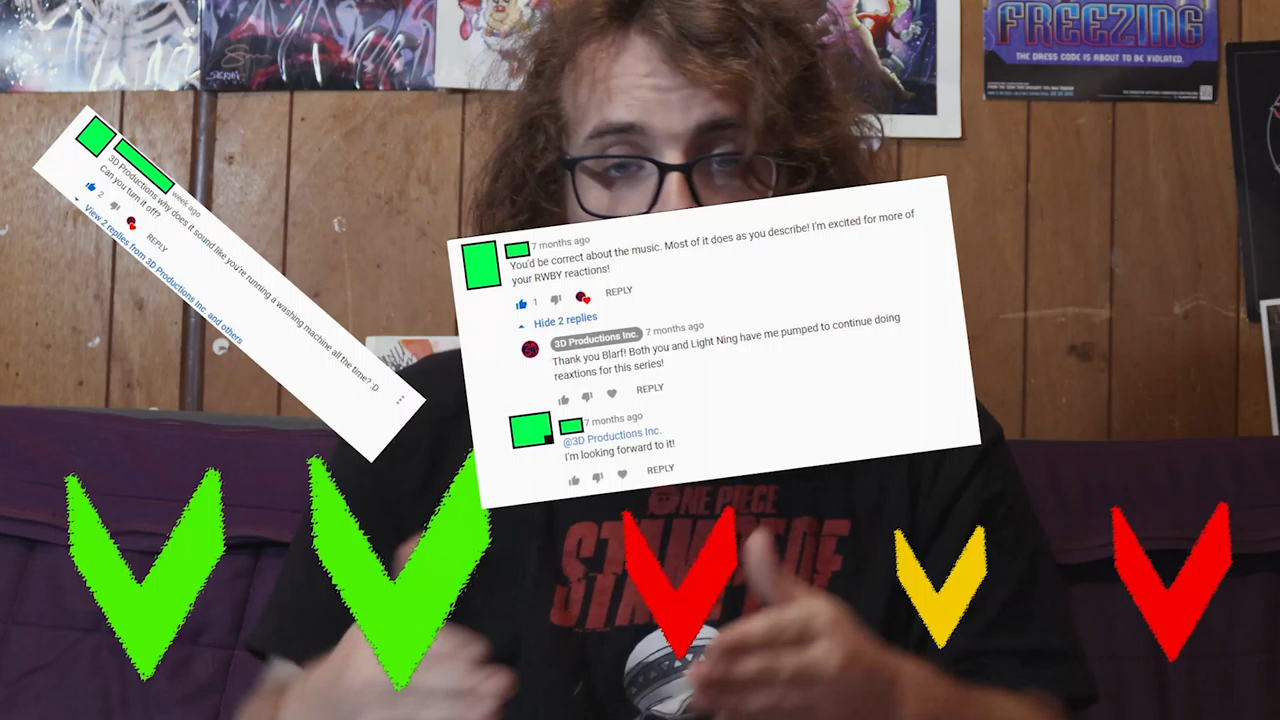 FREEZING
THE DRESS CODE IS ABOUT TO BE VIOLATED.
week ago
3D Productions why does it sound like you're running a washing machine all the time? :D
Can you turn it off?
2
REPLY
View 2 replies from 3D Productions Inc. and others
7 months ago
You'd be correct about the music. Most of it does as you describe! I'm excited for more of
your RWBY reactions!
1
REPLY
Hide 2 replies
3D Productions Inc. 7 months ago
Thank you Blarf! Both you and Light Ning have me pumped to continue doing
reaxtions for this series!
REPLY
7 months ago
@3D Productions Inc.
I'm looking forward to it!
REPLY
ONE PIECE
STAMPEDE